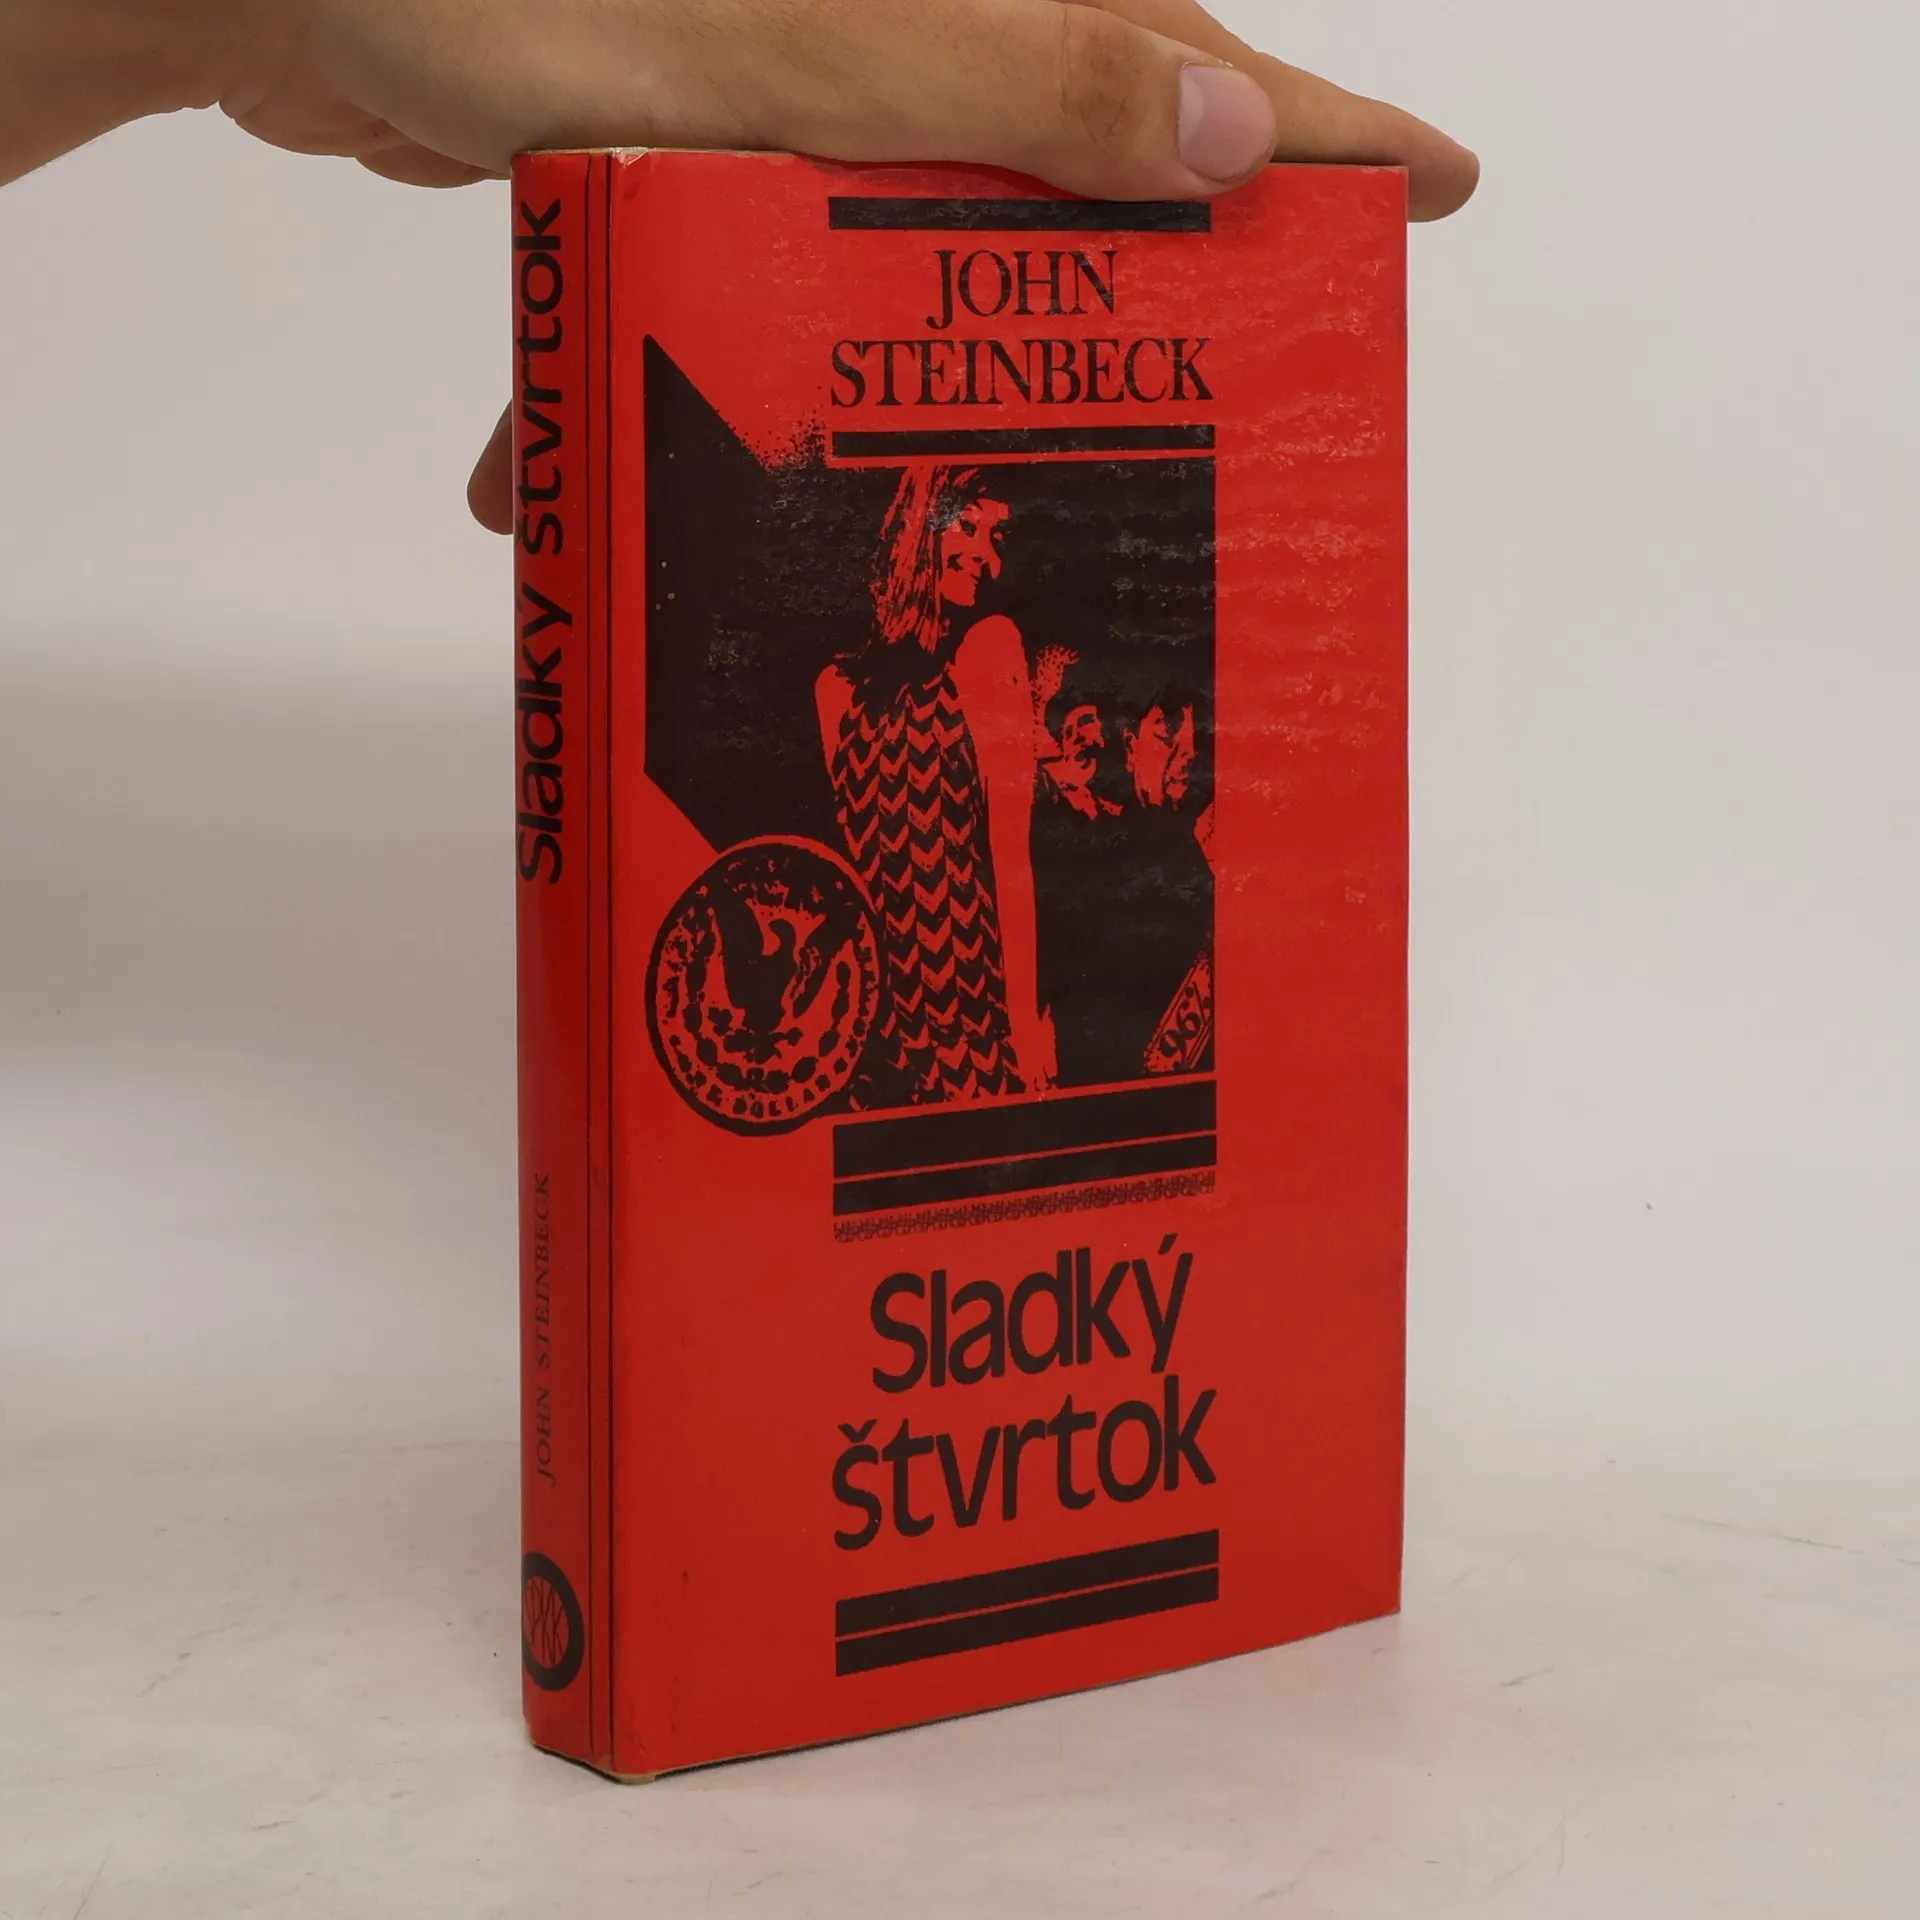 JOHN
STEINBECK
Sladký
štvrtok
Sladký štvrtok
JOHN STEINBECK